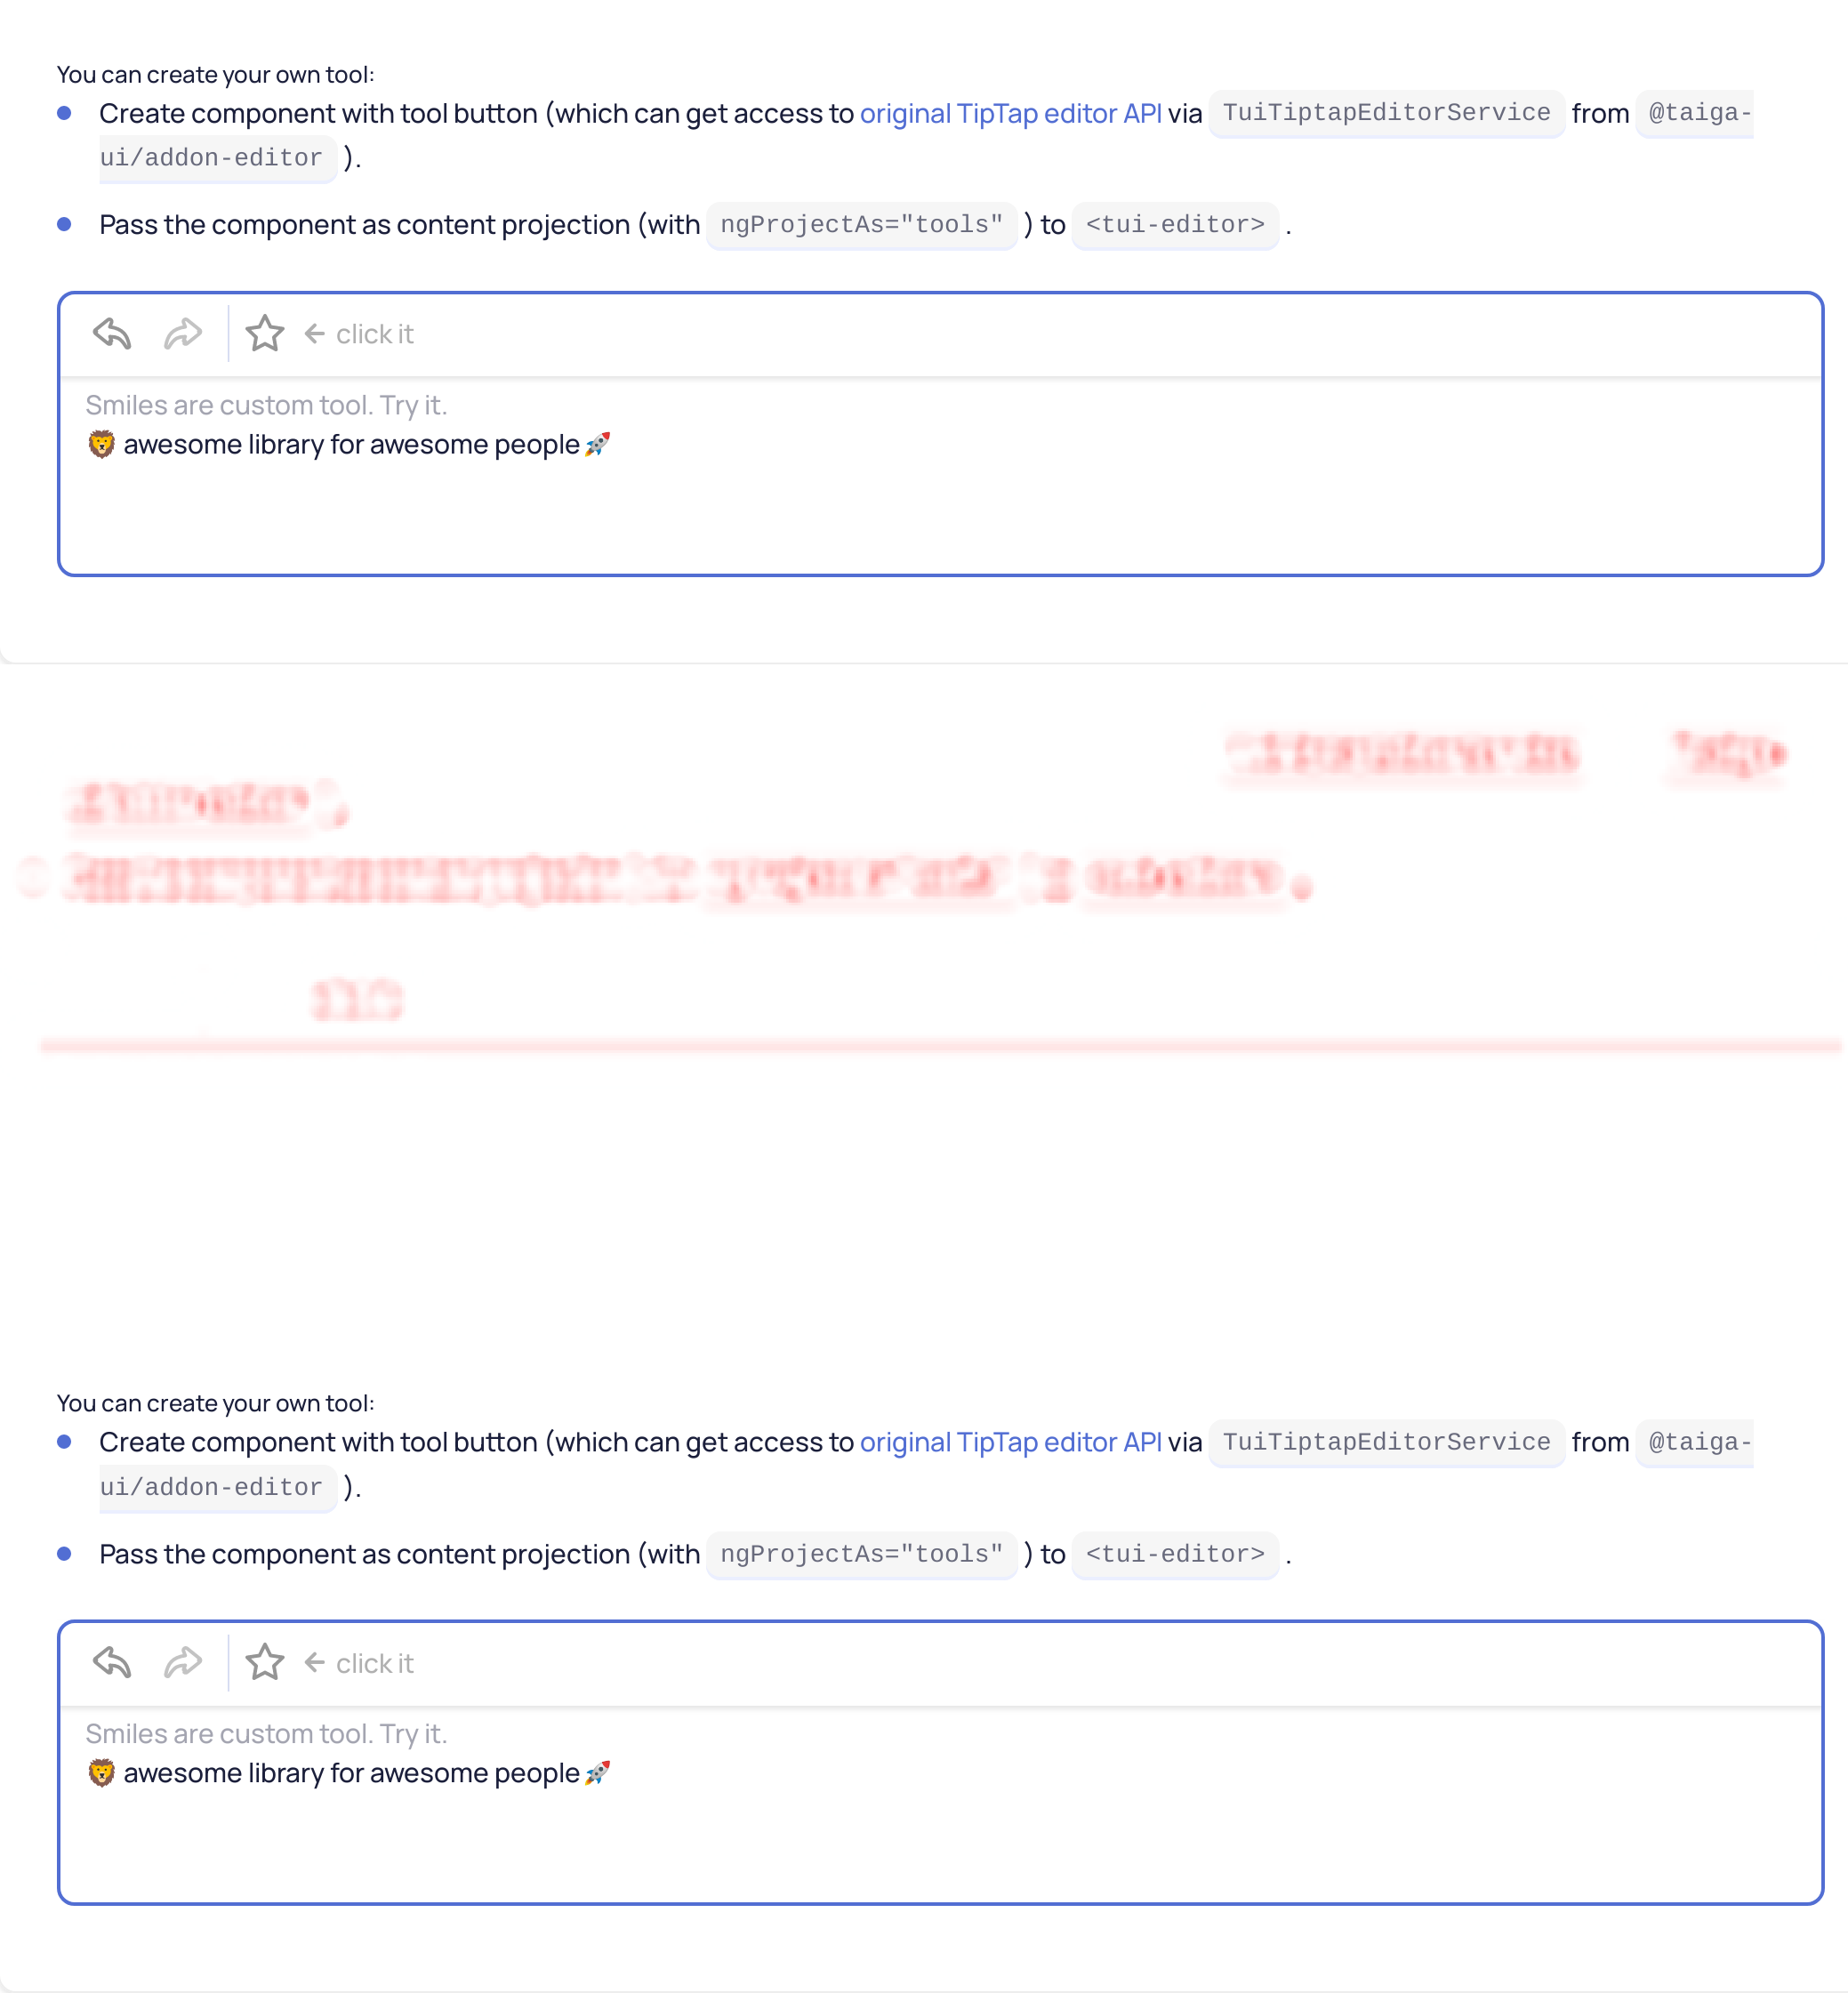 You can create your own tool:
Create component with tool button (which can get access to original TipTap editor API via TuiTiptapEditorService from @taiga-
ui/addon-editor ).
Pass the component as content projection (with ngProjectAs="tools" ) to <tui-editor> .
← click it
Smiles are custom tool. Try it.
🦁 awesome library for awesome people 🚀
You can create your own tool:
Create component with tool button (which can get access to original TipTap editor API via TuiTiptapEditorService from @taiga-
ui/addon-editor ).
Pass the component as content projection (with ngProjectAs="tools" ) to <tui-editor> .
← click it
Smiles are custom tool. Try it.
🦁 awesome library for awesome people 🚀